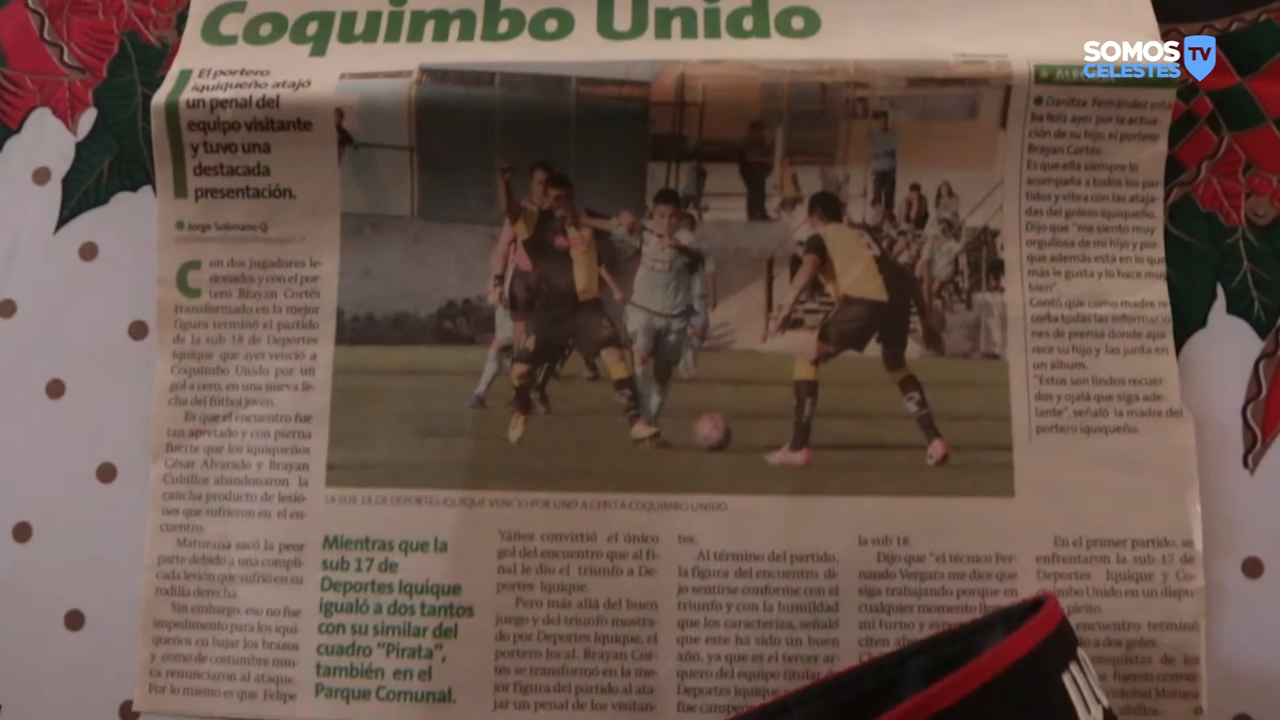 Coquimbo Unido
SOMOS
CELESTES
TV
El portero
iquiqueño atajó
un penal del
equipo visitante
y tuvo una
destacada
presentación.
Jorge Solimano Q.
Con dos jugadores le-
sionados y con el por-
tero Brayan Cortés
transformado en la mejor
figura terminó el partido
de la sub 18 de Deportes
Iquique que ayer venció a
Coquimbo Unido por un
gol a cero, en una nueva fe-
cha del fútbol joven.
Es que el encuentro fue
tan apretado y con pierna
fuerte que los iquiqueños
César Alvarado y Brayan
Cubillos abandonaron la
cancha producto de lesio-
nes que sufrieron en el en-
cuentro.
Maturana sacó la peor
parte debido a una compli-
cada lesión que sufrió en su
rodilla derecha.
Sin embargo, eso no fue
impedimento para los iqui-
queños en bajar los brazos
y como de costumbre nun-
ca renunciaron al ataque.
Por lo mismo es que Felipe
LA SUB 18 DE DEPORTES IQUIQUE VENCIÓ POR UNO A CERO A COQUIMBO UNIDO
Mientras que la
sub 17 de
Deportes Iquique
igualó a dos tantos
con su similar del
cuadro "Pirata",
también en el
Parque Comunal.
Yáñez convirtió el único
gol del encuentro que al fi-
nal le dio el triunfo a De-
portes Iquique.
Pero más allá del buen
juego y del triunfo mostra-
do por Deportes Iquique, el
portero local, Brayan Cor-
tés se transformó en la me-
jor figura del partido al ata-
jar un penal de los visitan-
tes.
Al término del partido,
la figura del encuentro di-
jo sentirse conforme con el
triunfo y con la humildad
que los caracteriza, señaló
que este ha sido un buen
año, ya que es el tercer ar-
quero del equipo titular de
Deportes Iquique
fue campeón
la sub 18.
Dijo que "el técnico Fer-
nando Vergara me dice que
siga trabajando porque en
cualquier momento
mi turno y
citen
En el primer partido, se
enfrentaron la sub 17 de
Deportes Iquique y Co-
quimbo Unido en un dispu-
pleito
encuentro terminó
a dos goles.
conquistas de los
fueron
Matura
Danitza Fernández esta
ba feliz ayer por la actua-
ción de su hijo, el portero
Brayan Cortés.
Es que ella siempre lo
acompaña a todos los par-
tidos y vibra con las ataja-
das del golero iquiqueño.
Dijo que "me siento muy
orgullosa de mi hijo y por-
que además está en lo que
más le gusta y lo hace muy
bien".
Contó que como madre re
corta todas las informacio
nes de prensa donde apa
rece su hijo y las junta en
un álbum.
"Estos son lindos recuer-
dos y ojalá que siga ade-
lante", señaló la madre del
portero iquiqueño.